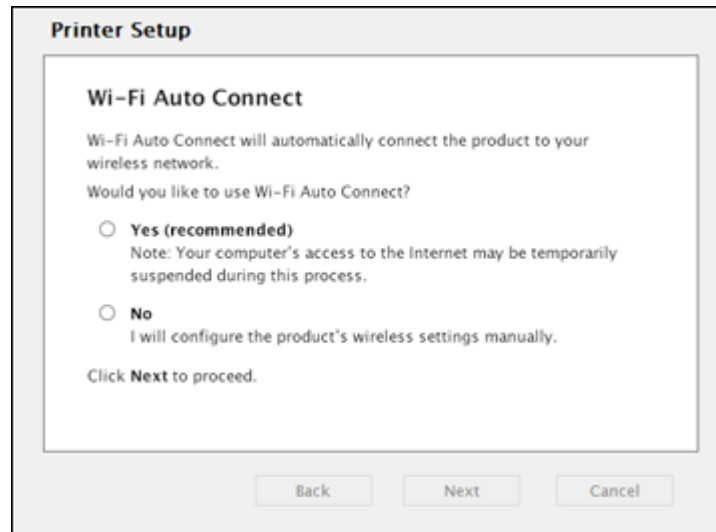 Printer Setup
Wi-Fi Auto Connect
Wi-Fi Auto Connect will automatically connect the product to your
wireless network.
Would you like to use Wi-Fi Auto Connect?
Yes (recommended)
Note: Your computer's access to the Internet may be temporarily
suspended during this process.
No
I will configure the product's wireless settings manually.
Click Next to proceed.
Back Next Cancel